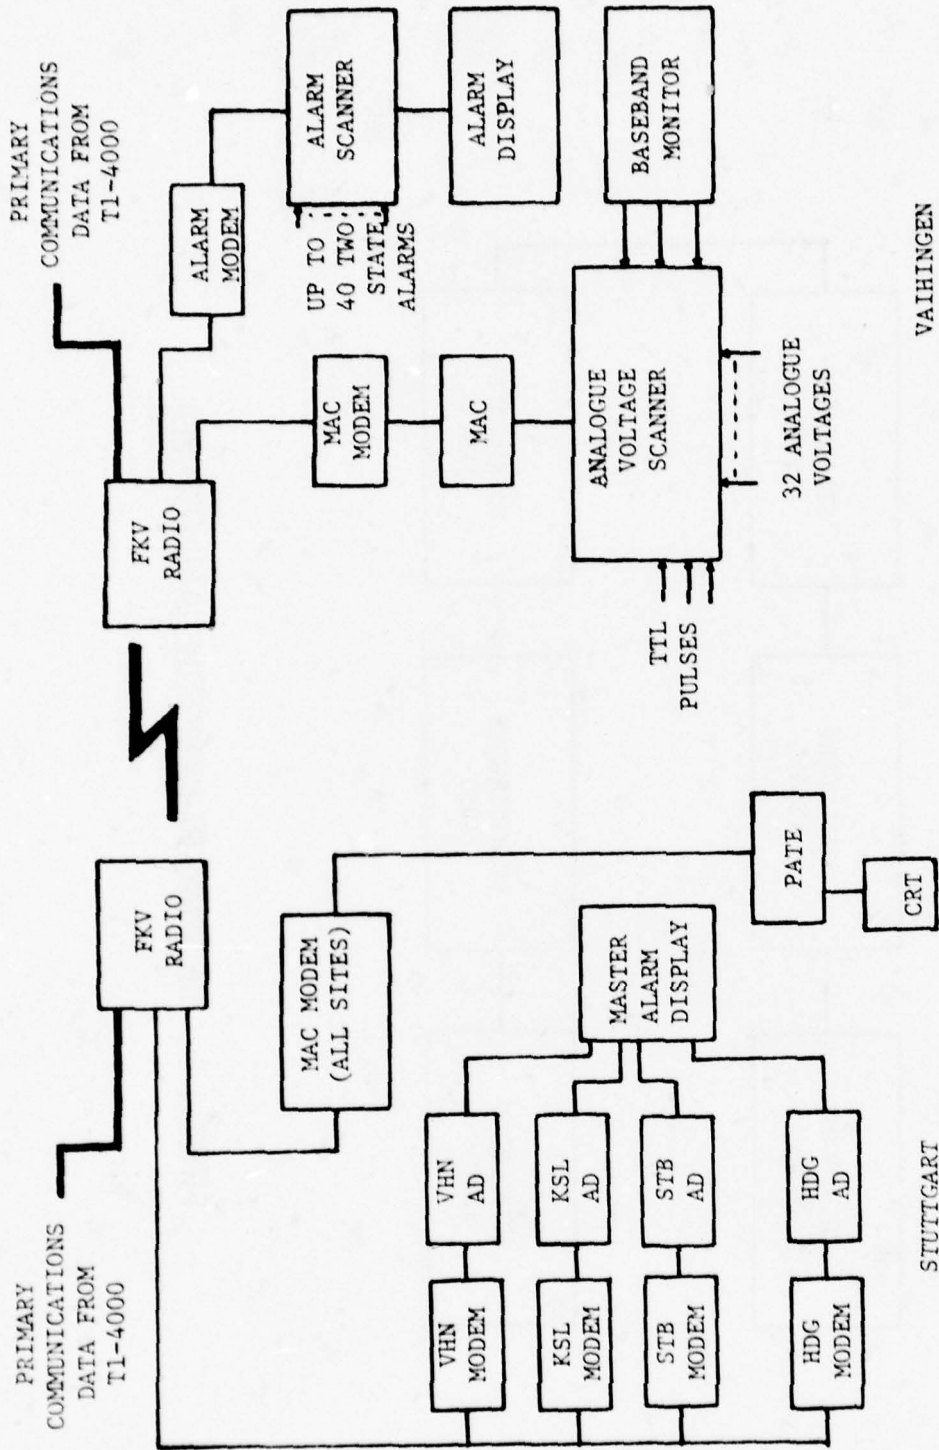 PRIMARY
COMMUNICATIONS
DATA FROM
T1-4000
FKV
RADIO
MAC MODEM
(ALL SITES)
VHN
MODEM
VHN
AD
KSL
MODEM
KSL
AD
STB
MODEM
STB
AD
HDG
MODEM
HDG
AD
MASTER
ALARM
DISPLAY
PATE
CRT
STUTTGART
PRIMARY
COMMUNICATIONS
DATA FROM
T1-4000
FKV
RADIO
ALARM
MODEM
ALARM
SCANNER
UP TO
40 TWO
STATE
ALARMS
ALARM
DISPLAY
MAC
MODEM
MAC
ANALOGUE
VOLTAGE
SCANNER
BASEBAND
MONITOR
TTL
PULSES
32 ANALOGUE
VOLTAGES
VAIHINGEN